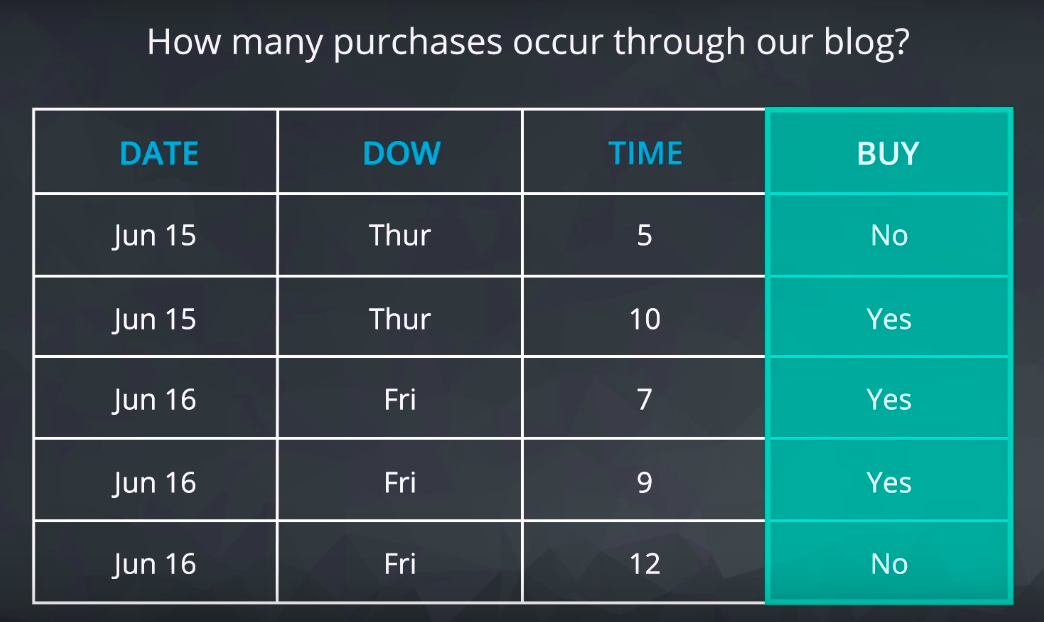 How many purchases occur through our blog?
DATE DOW TIME BUY
Jun 15 Thur 5 No
Jun 15 Thur 10 Yes
Jun 16 Fri 7 Yes
Jun 16 Fri 9 Yes
Jun 16 Fri 12 No